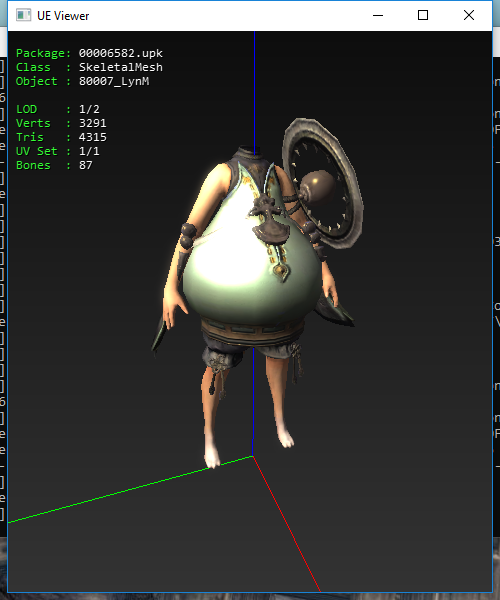 UE Viewer
Package: 00006582.upk
Class : SkeletalMesh
Object : 80007_LynM
LOD : 1/2
Verts : 3291
Tris : 4315
UV Set : 1/1
Bones : 87